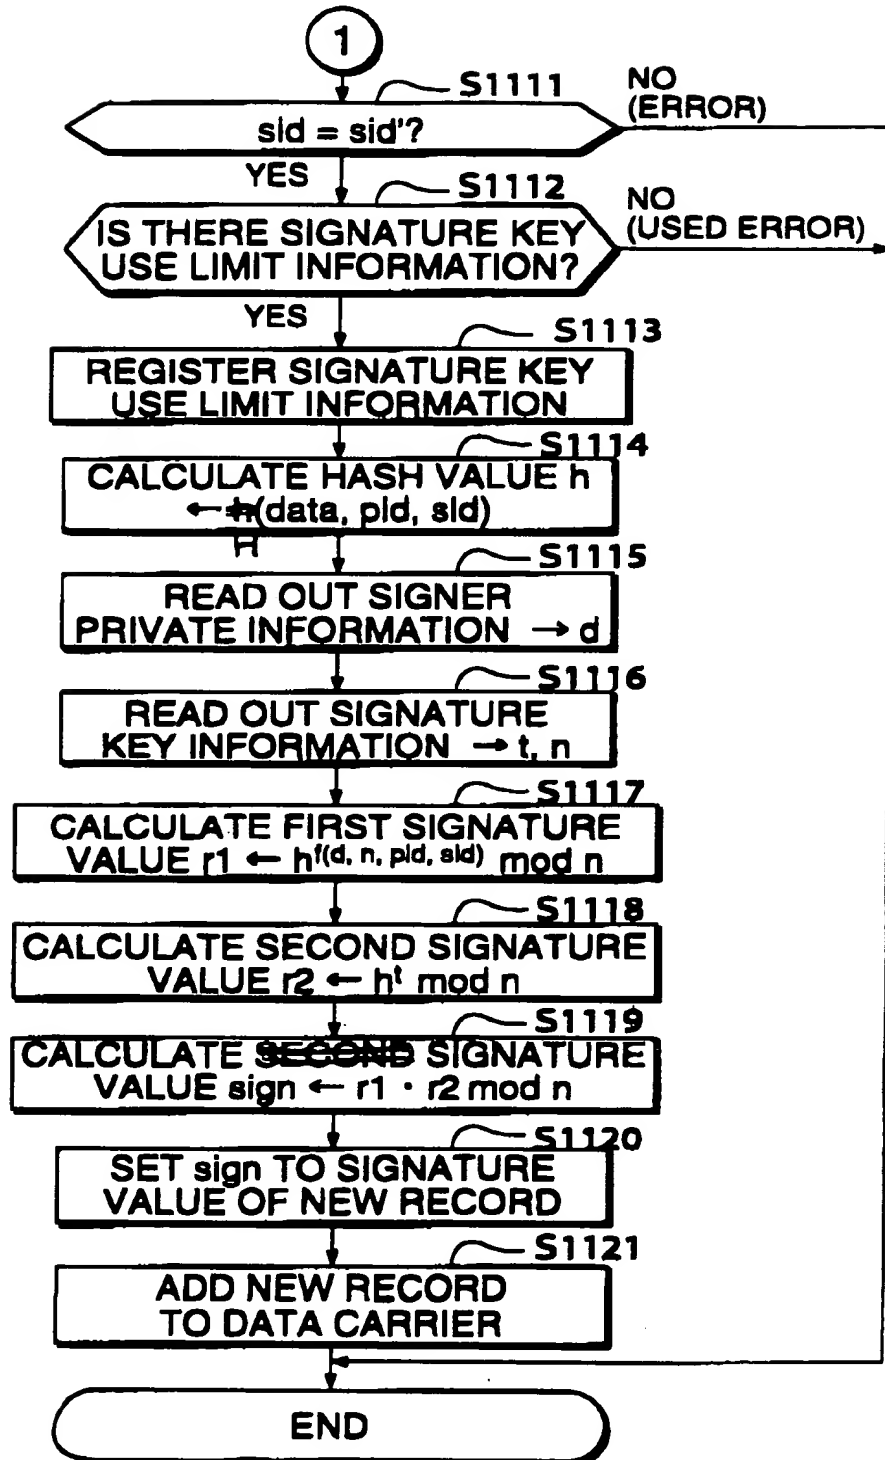 1
S1111
NO
(ERROR)
sid = sid'?
YES
S1112
NO
(USED ERROR)
IS THERE SIGNATURE KEY
USE LIMIT INFORMATION?
YES
S1113
REGISTER SIGNATURE KEY
USE LIMIT INFORMATION
S1114
CALCULATE HASH VALUE h
← h(data, pid, sid)
H
S1115
READ OUT SIGNER
PRIVATE INFORMATION → d
S1116
READ OUT SIGNATURE
KEY INFORMATION → t, n
S1117
CALCULATE FIRST SIGNATURE
VALUE r1 ← h^f(d, n, pid, sid) mod n
S1118
CALCULATE SECOND SIGNATURE
VALUE r2 ← h^t mod n
S1119
CALCULATE SECOND SIGNATURE
VALUE sign ← r1 · r2 mod n
S1120
SET sign TO SIGNATURE
VALUE OF NEW RECORD
S1121
ADD NEW RECORD
TO DATA CARRIER
END